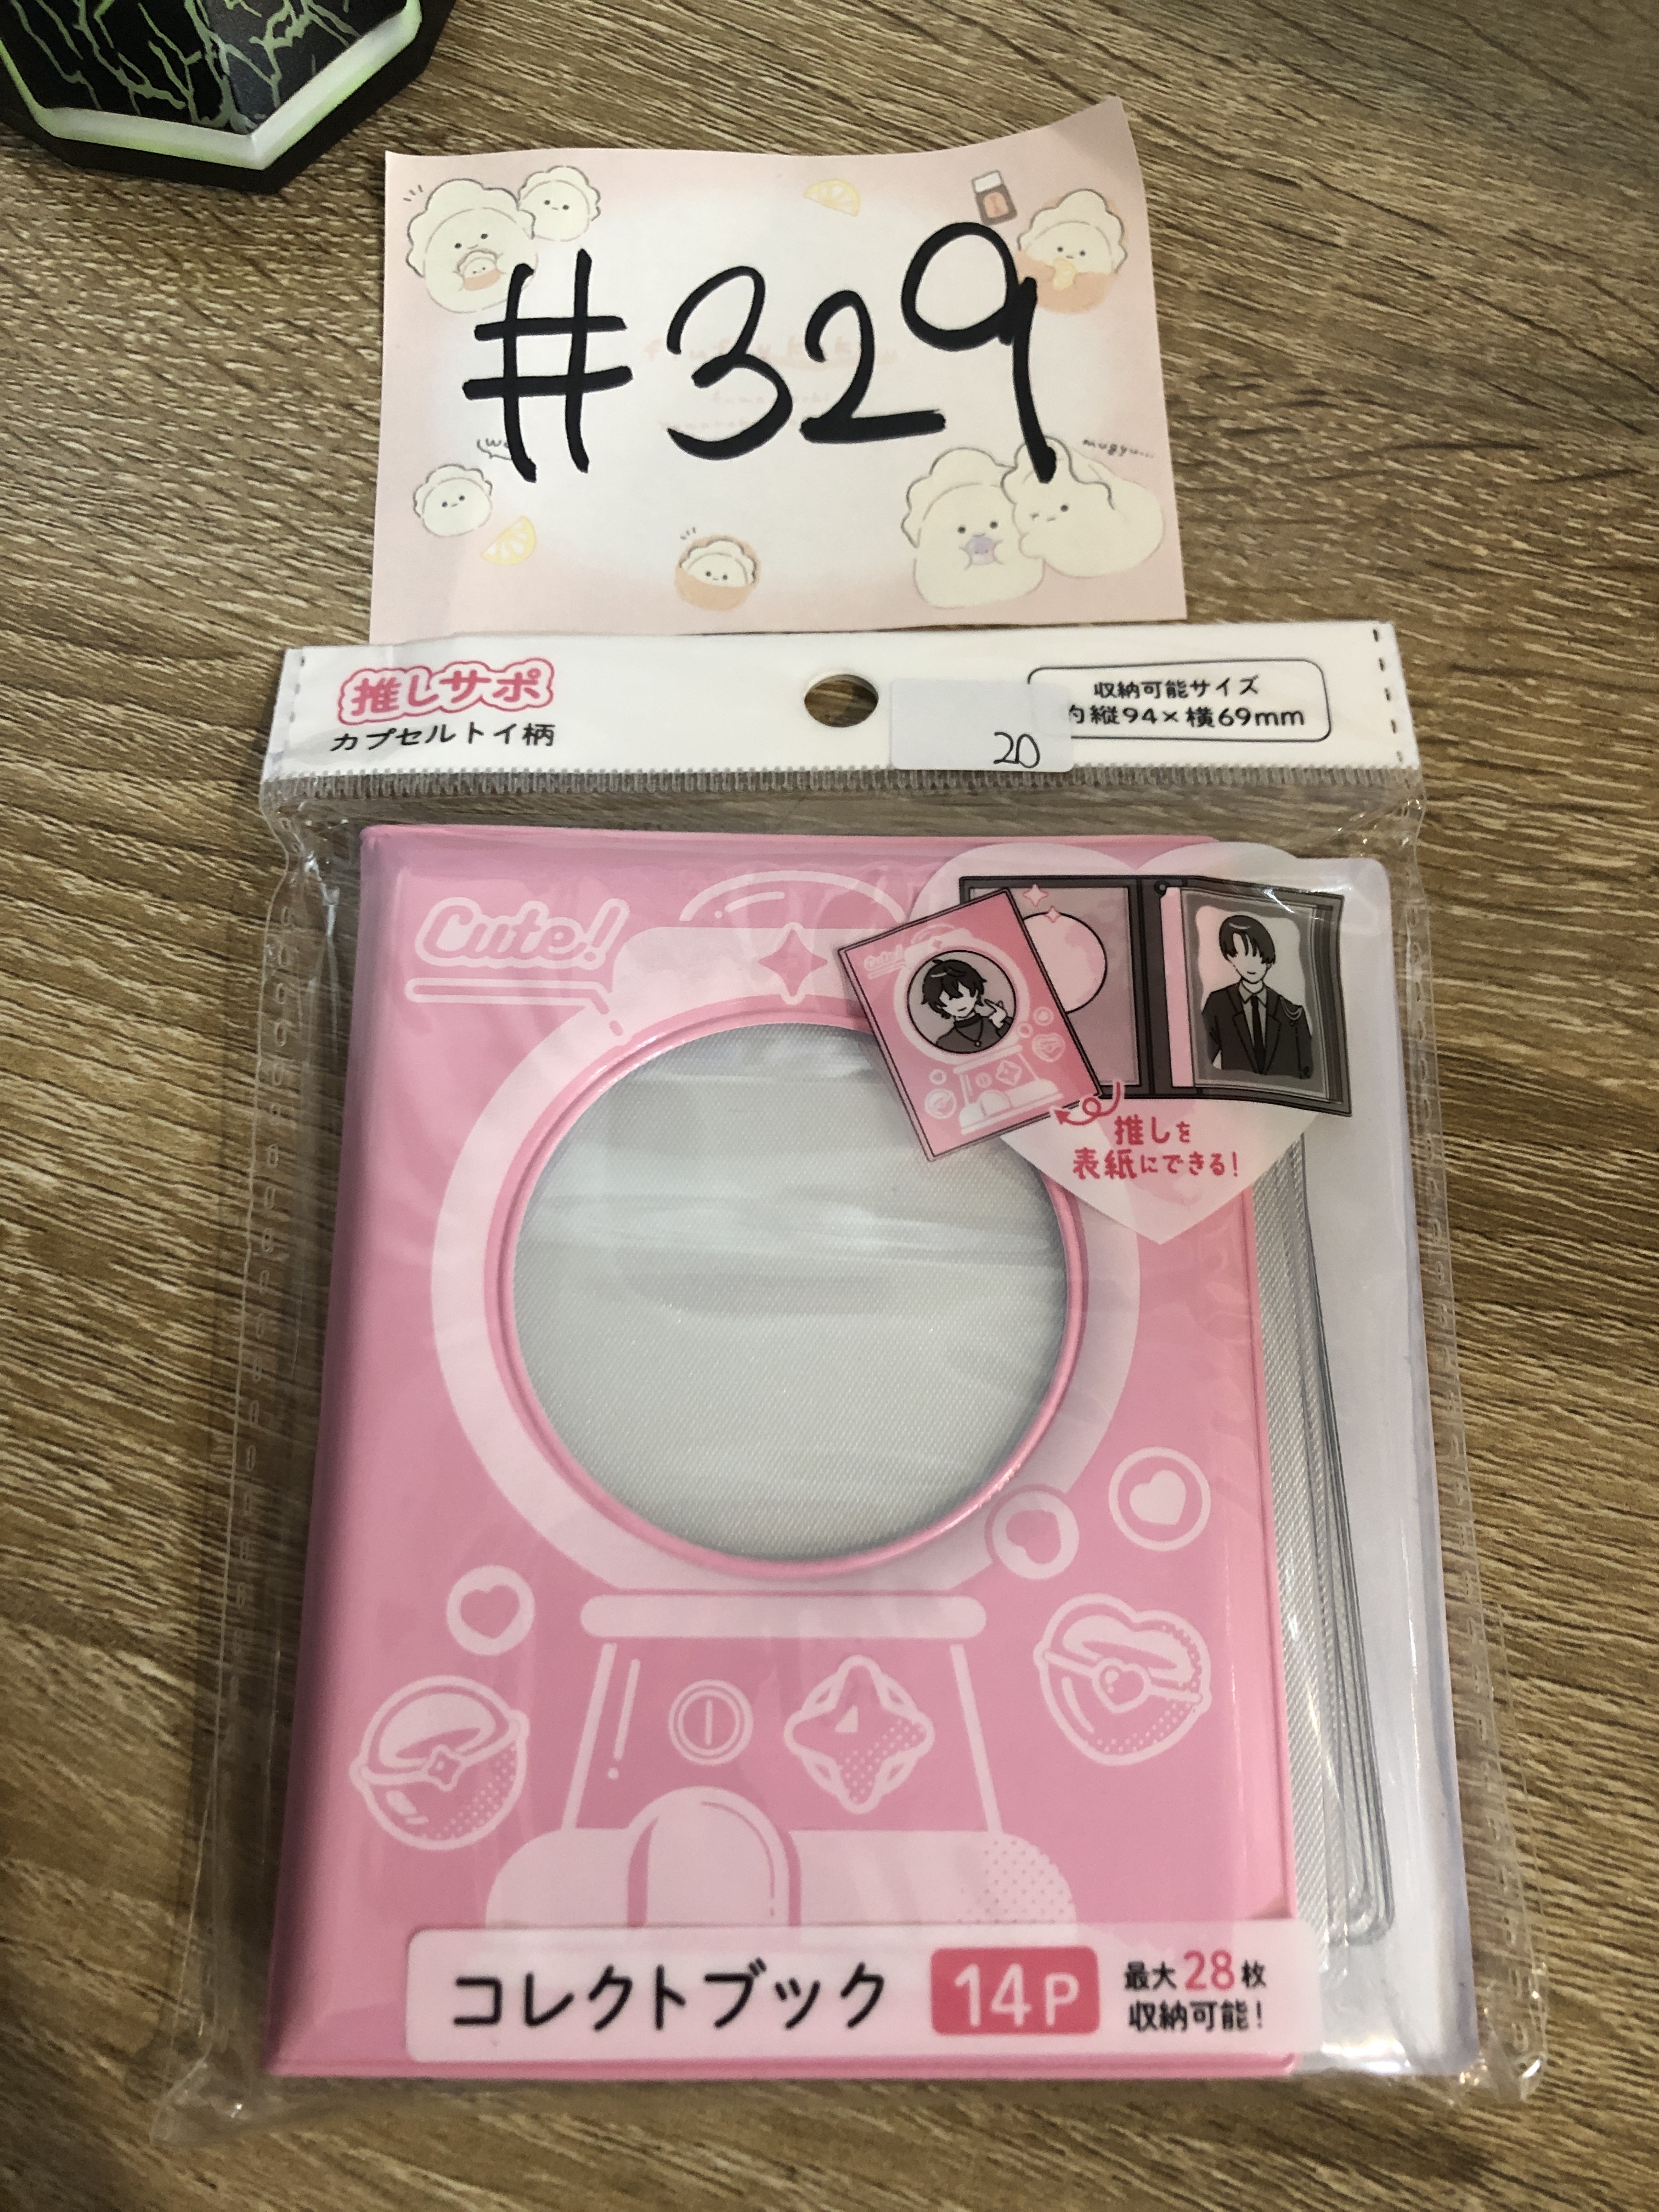 #329
mugyu...
推しサポ
カプセルトイ柄
収納可能サイズ
縦94×横69mm
20
Cute!
推しを
表紙にできる!
コレクトブック
14P
最大28枚
収納可能!